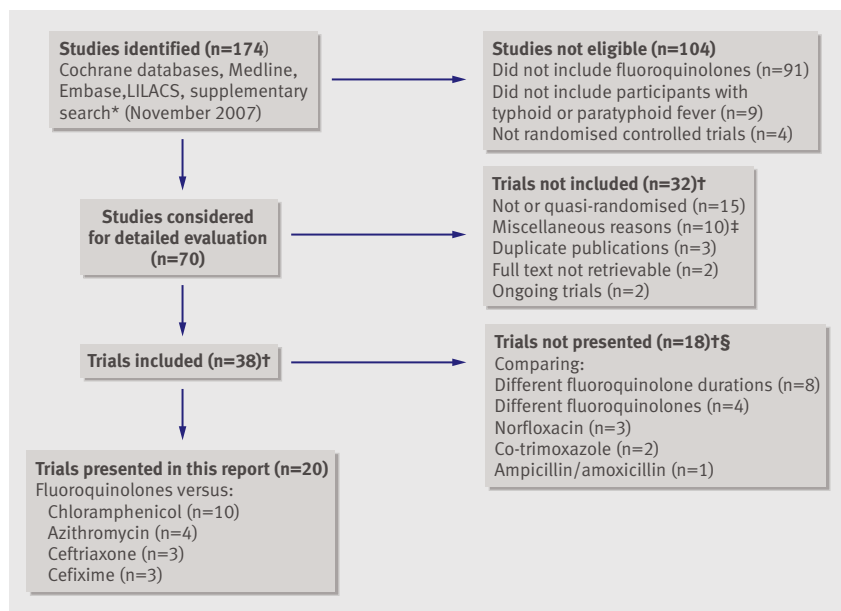 Studies identified (n=174)
Cochrane databases, Medline,
Embase,LILACS, supplementary
search* (November 2007)
Studies not eligible (n=104)
Did not include fluoroquinolones (n=91)
Did not include participants with
typhoid or paratyphoid fever (n=9)
Not randomised controlled trials (n=4)
Studies considered
for detailed evaluation
(n=70)
Trials not included (n=32)†
Not or quasi-randomised (n=15)
Miscellaneous reasons (n=10)‡
Duplicate publications (n=3)
Full text not retrievable (n=2)
Ongoing trials (n=2)
Trials included (n=38)†
Trials not presented (n=18)†§
Comparing:
Different fluoroquinolone durations (n=8)
Different fluoroquinolones (n=4)
Norfloxacin (n=3)
Co-trimoxazole (n=2)
Ampicillin/amoxicillin (n=1)
Trials presented in this report (n=20)
Fluoroquinolones versus:
Chloramphenicol (n=10)
Azithromycin (n=4)
Ceftriaxone (n=3)
Cefixime (n=3)